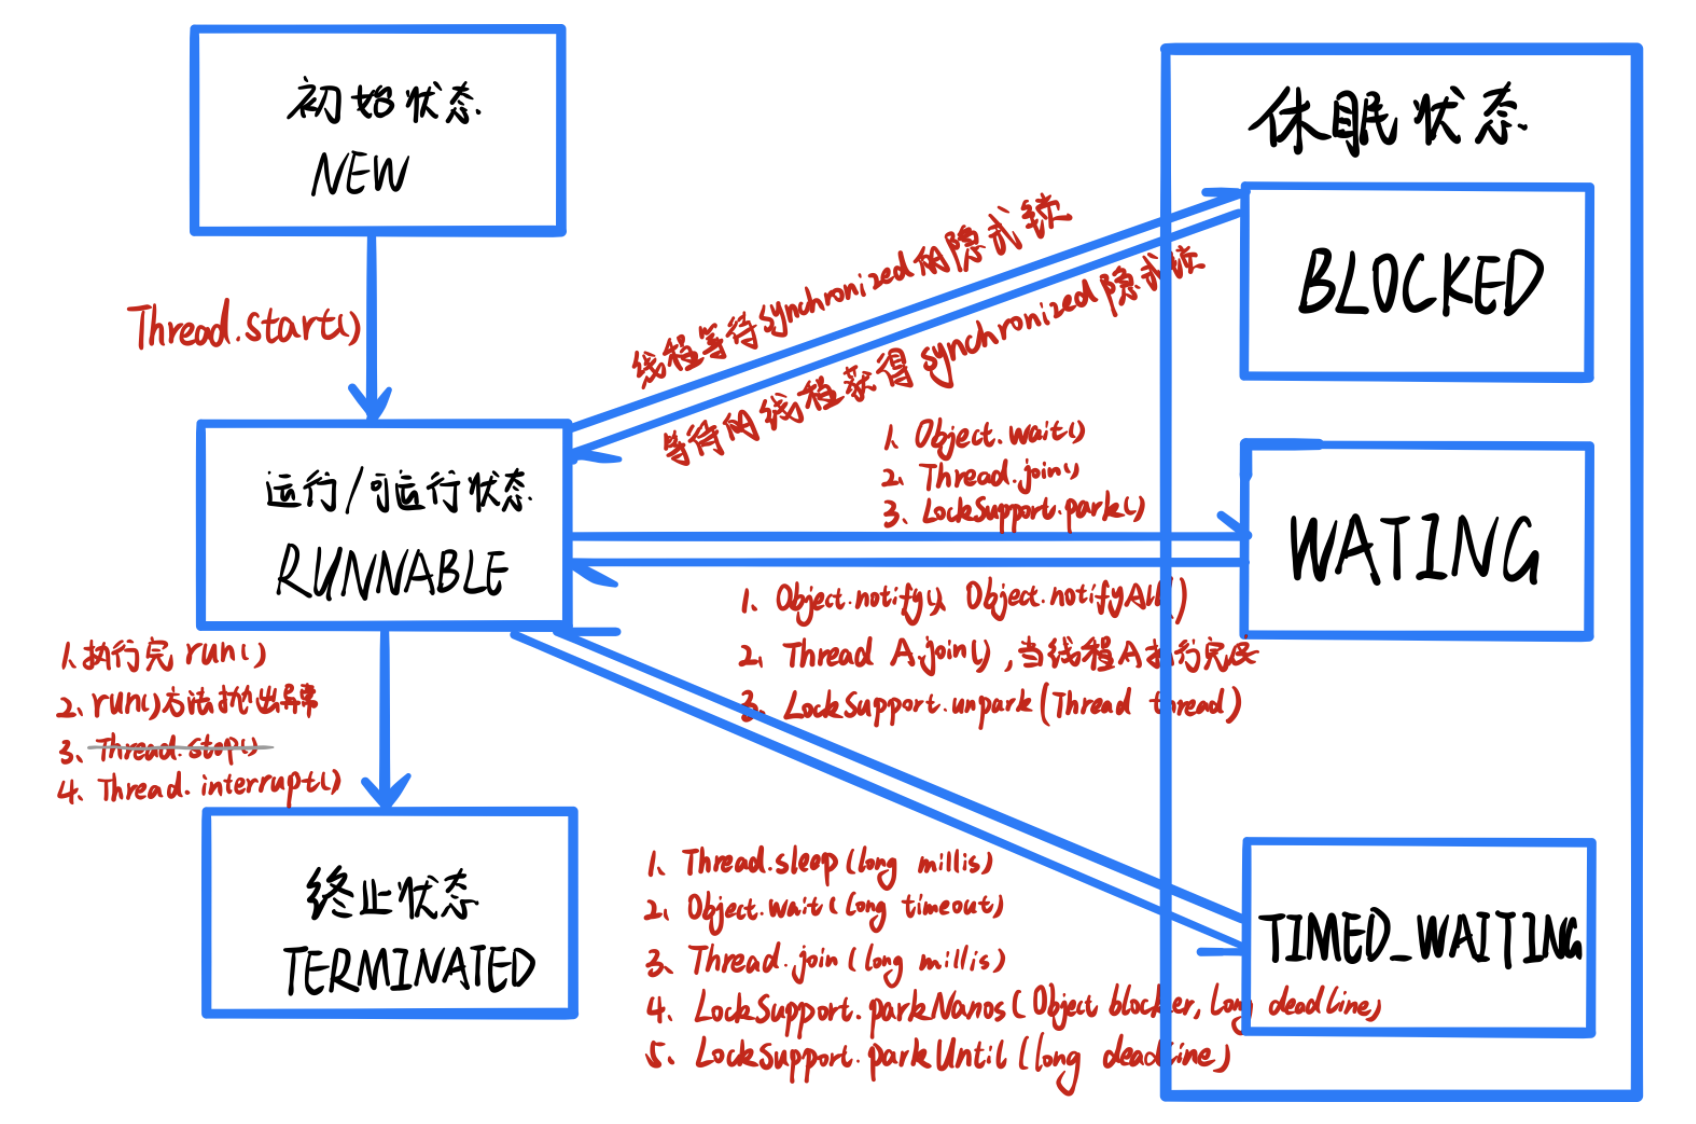 初始状态
NEW
Thread.start()
运行/可运行状态
RUNNABLE
1.执行完 run()
2、run()方法抛出异常
3、Thread.stop()
4、Thread.interrupt()
终止状态
TERMINATED
线程等待synchronized的隐式锁
等待的线程获得synchronized隐式锁
1、Object.wait()
2、Thread.join()
3、LockSupport.park()
1、Object.notify()、Object.notifyAll()
2、Thread A.join(),当线程A执行完后
3、LockSupport.unpark(Thread thread)
1、Thread.sleep(long millis)
2、Object.wait(long timeout)
3、Thread.join(long millis)
4、LockSupport.parkNanos(Object blocker, long deadline)
5、LockSupport.parkUntil(long deadline)
休眠状态
BLOCKED
WATING
TIMED_WAITING